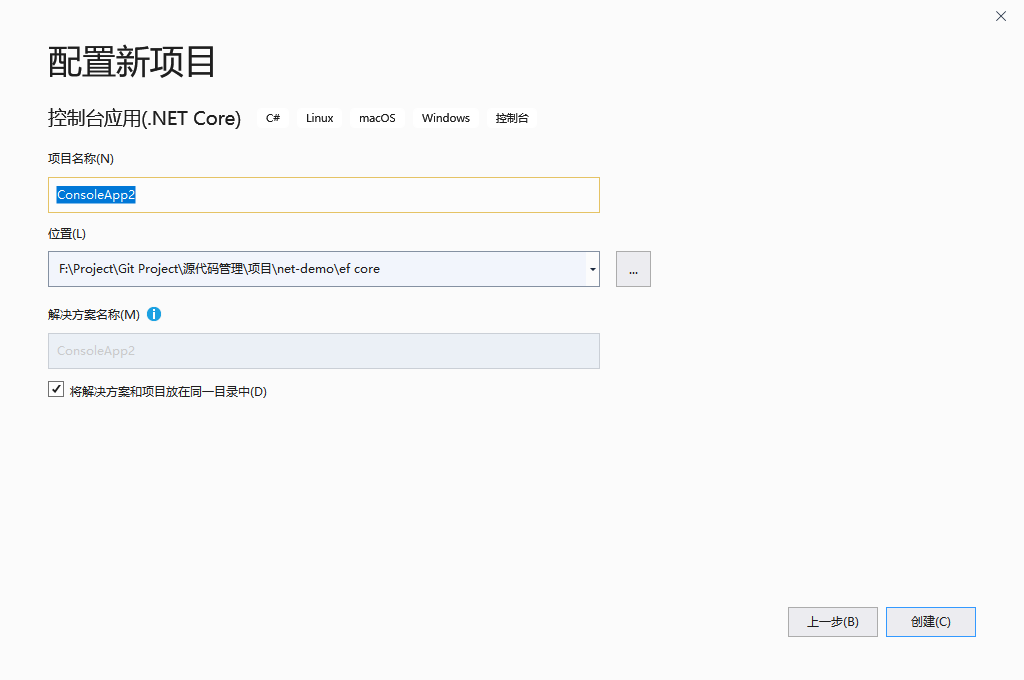 配置新项目
控制台应用(.NET Core) C# Linux macOS Windows 控制台
项目名称(N)
ConsoleApp2
位置(L)
F:\Project\Git Project\源代码管理\项目\net-demo\ef core
...
解决方案名称(M)
ConsoleApp2
将解决方案和项目放在同一目录中(D)
上一步(B) 创建(C)